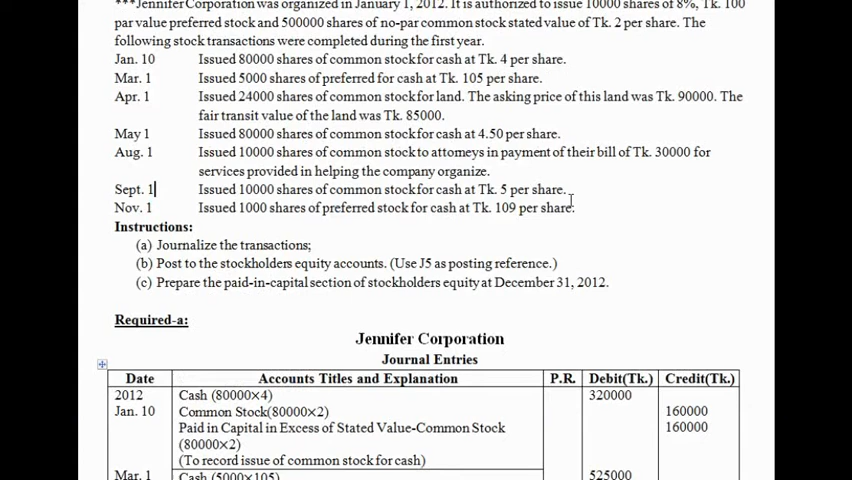 ***Jennifer Corporation was organized in January 1, 2012. It is authorized to issue 10000 shares of 8%, Tk. 100
par value preferred stock and 500000 shares of no-par common stock stated value of Tk. 2 per share. The
following stock transactions were completed during the first year.
Jan. 10 Issued 80000 shares of common stock for cash at Tk. 4 per share.
Mar. 1 Issued 5000 shares of preferred for cash at Tk. 105 per share.
Apr. 1 Issued 24000 shares of common stock for land. The asking price of this land was Tk. 90000. The
fair transit value of the land was Tk. 85000.
May 1 Issued 80000 shares of common stock for cash at 4.50 per share.
Aug. 1 Issued 10000 shares of common stock to attorneys in payment of their bill of Tk. 30000 for
services provided in helping the company organize.
Sept. 1 Issued 10000 shares of common stock for cash at Tk. 5 per share.
Nov. 1 Issued 1000 shares of preferred stock for cash at Tk. 109 per share.
Instructions:
(a) Journalize the transactions;
(b) Post to the stockholders equity accounts. (Use J5 as posting reference.)
(c) Prepare the paid-in-capital section of stockholders equity at December 31, 2012.
Required-a:
Jennifer Corporation
Journal Entries
Date Accounts Titles and Explanation P.R. Debit(Tk.) Credit(Tk.)
2012 Cash (80000×4) 320000
Jan. 10 Common Stock(80000×2) 160000
Paid in Capital in Excess of Stated Value-Common Stock 160000
(80000×2)
(To record issue of common stock for cash)
Mar. 1 Cash (5000×105) 525000